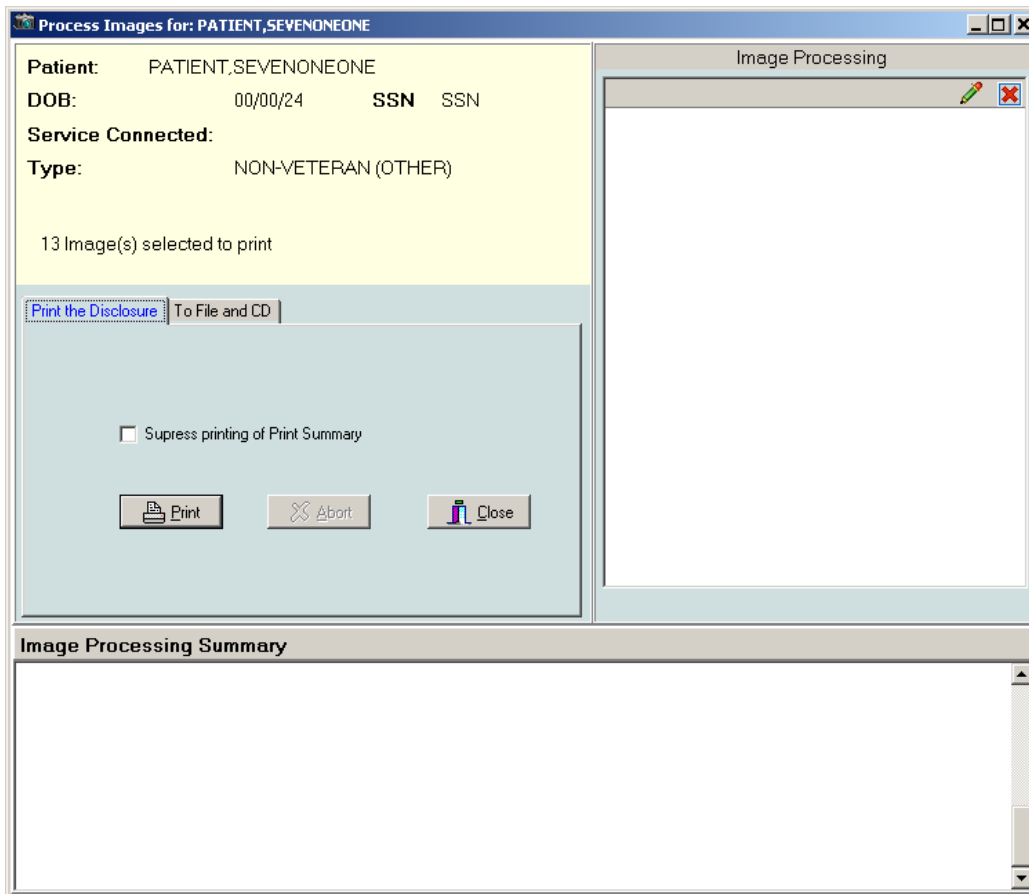 Process Images for: PATIENT,SEVENONEONE
Patient: PATIENT,SEVENONEONE
DOB: 00/00/24 SSN SSN
Service Connected:
Type: NON-VETERAN (OTHER)
13 Image(s) selected to print
Print the Disclosure To File and CD
Supress printing of Print Summary
Print Abort Close
Image Processing
Image Processing Summary